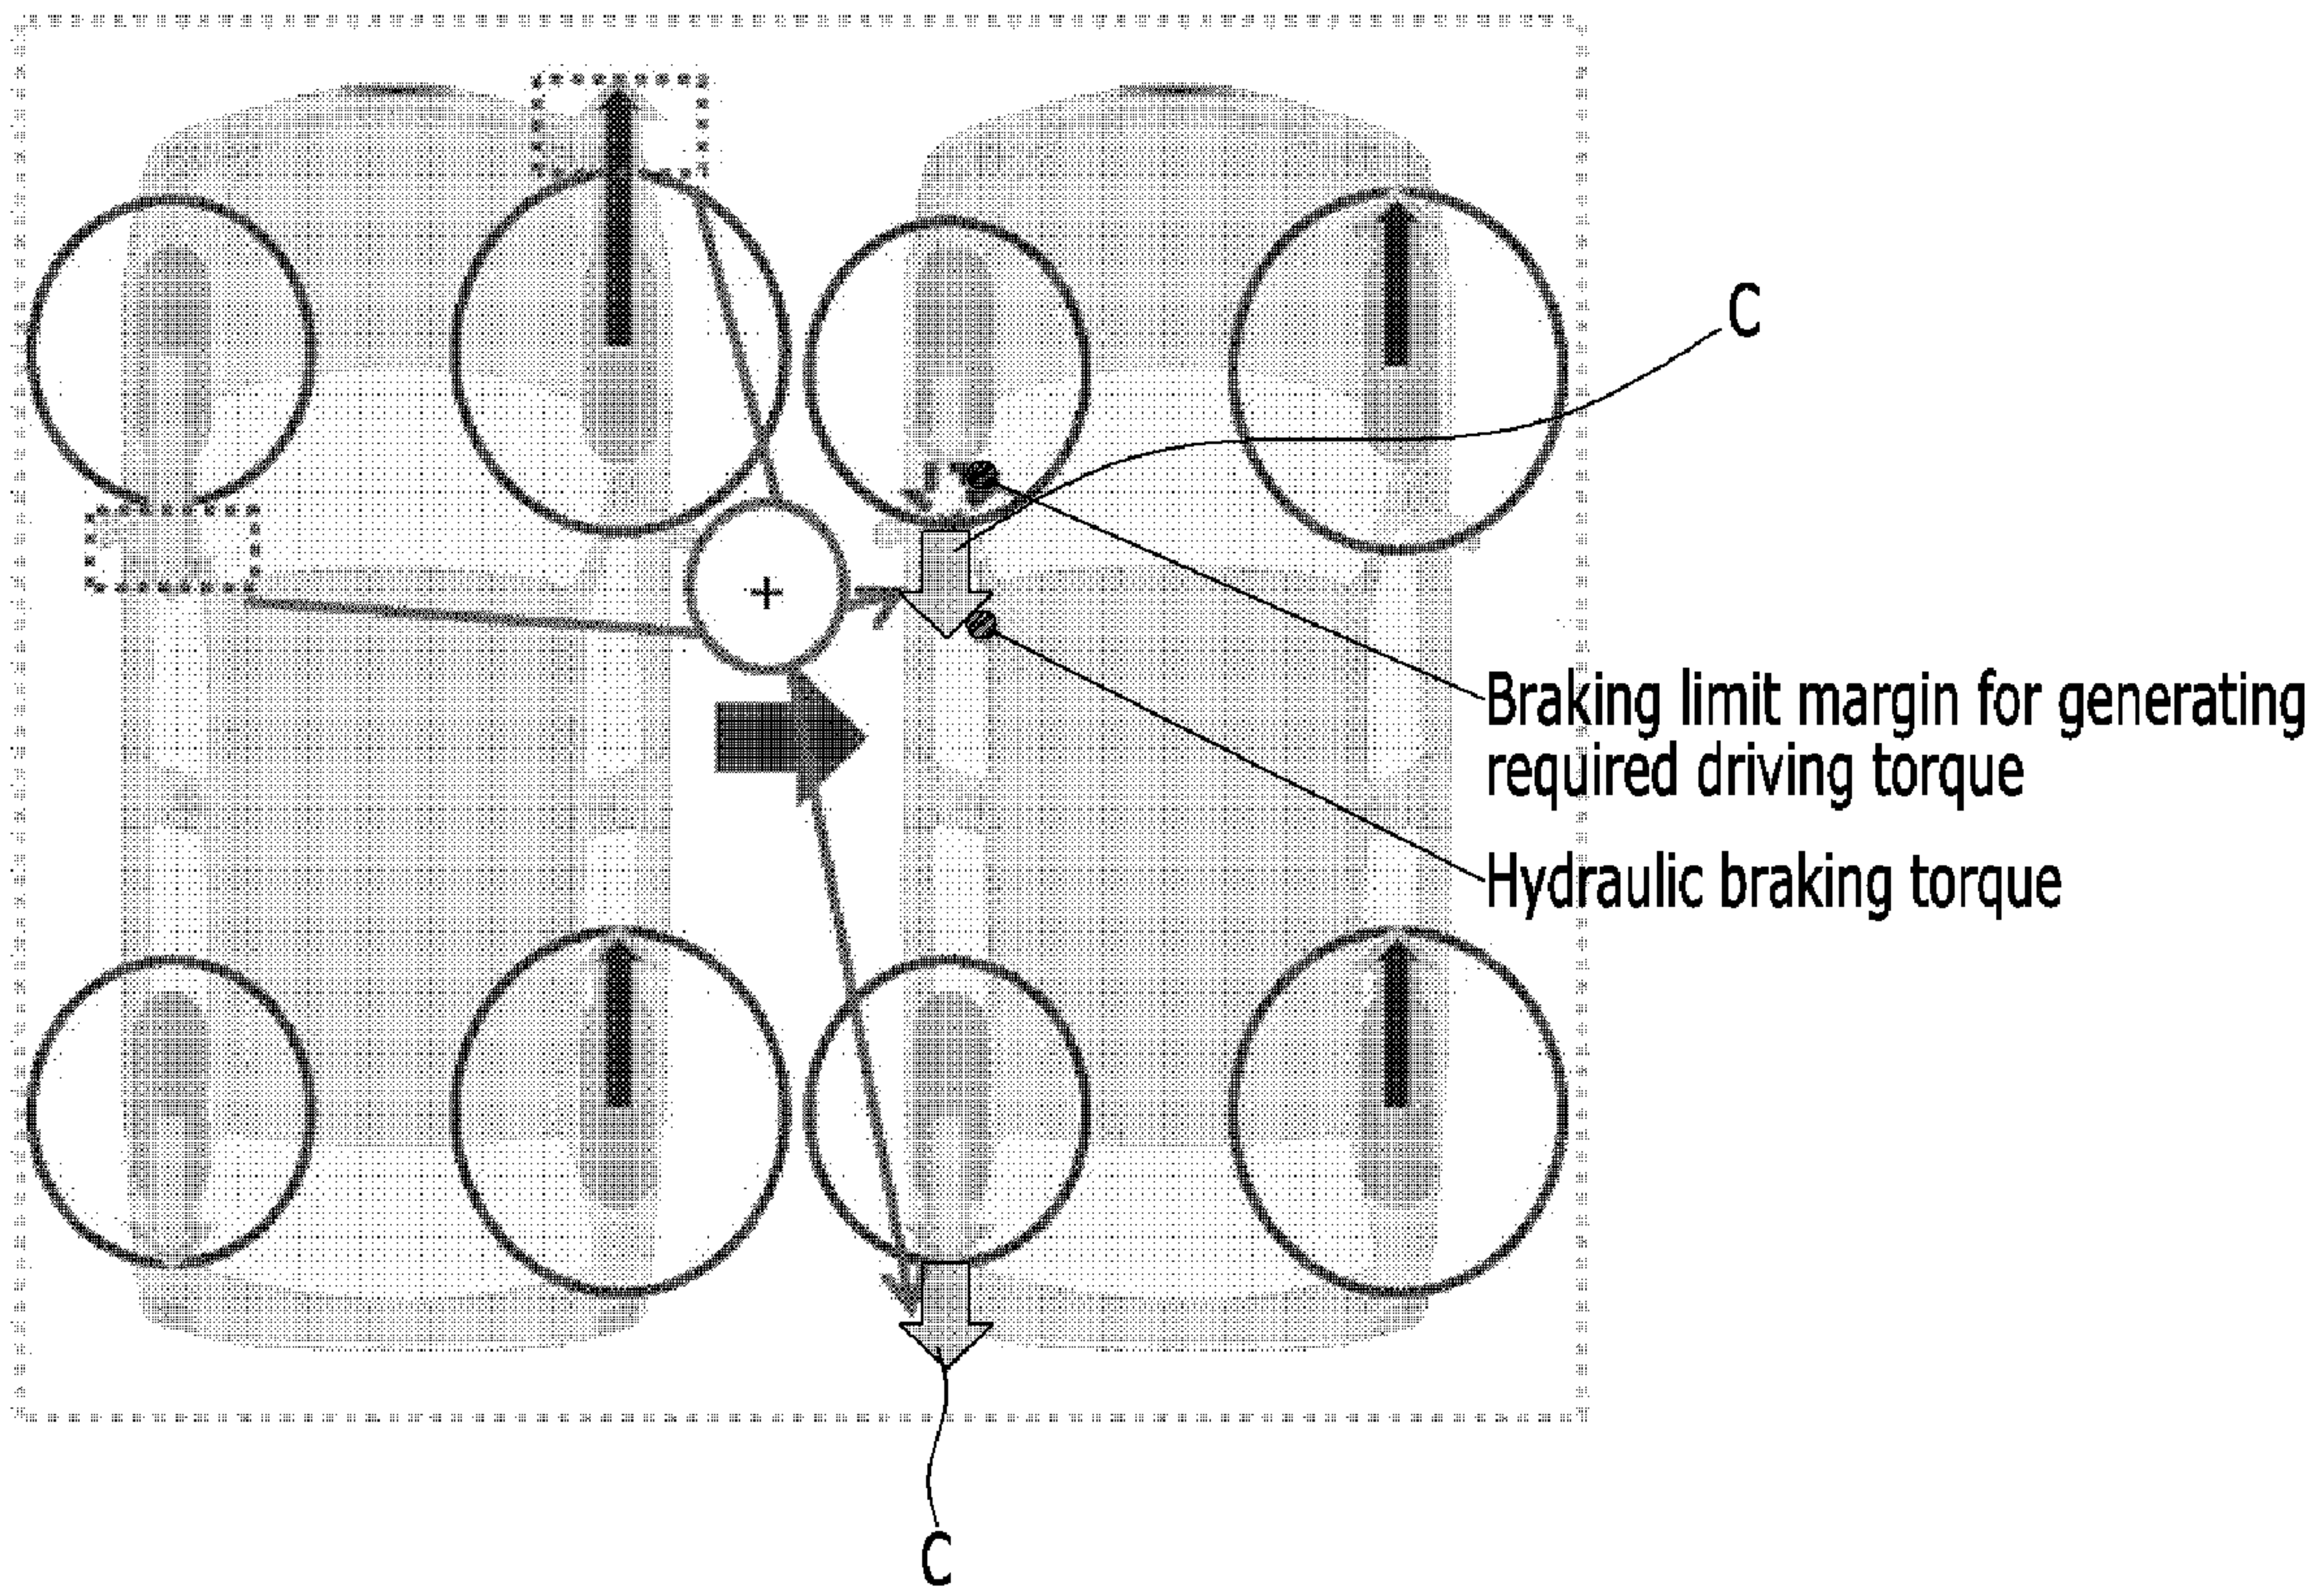 C
+
Braking limit margin for generating
required driving torque
Hydraulic braking torque
C